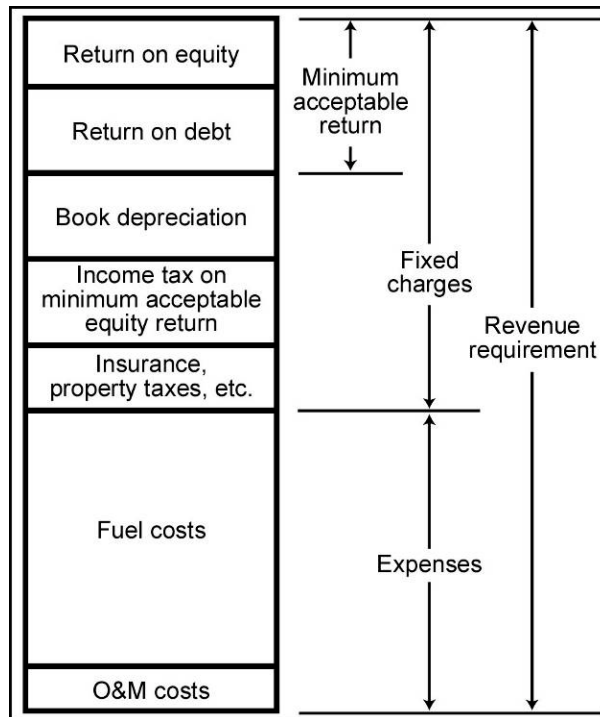 Return on equity
Return on debt
Book depreciation
Income tax on
minimum acceptable
equity return
Insurance,
property taxes, etc.
Fuel costs
O&M costs
Minimum
acceptable
return
Fixed
charges
Expenses
Revenue
requirement